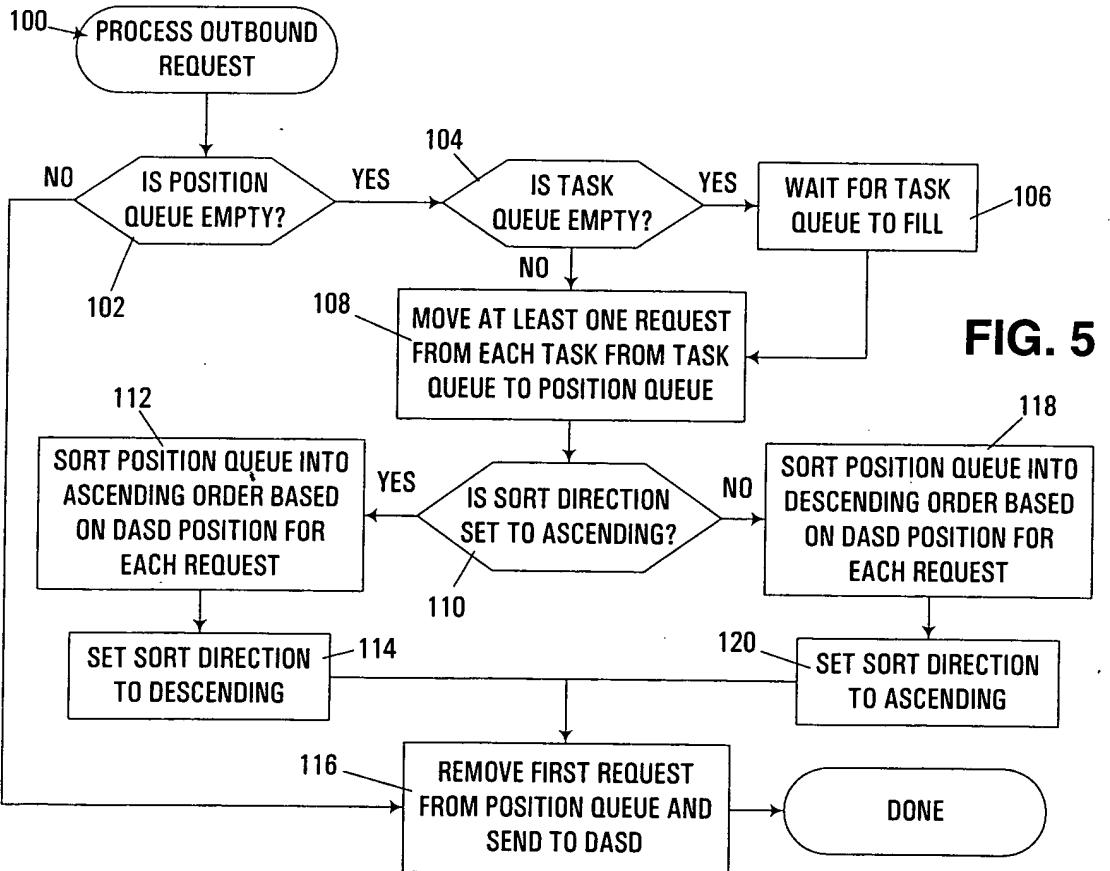 100
PROCESS OUTBOUND
REQUEST
NO
IS POSITION
QUEUE EMPTY?
YES
102
104
IS TASK
QUEUE EMPTY?
YES
NO
WAIT FOR TASK
QUEUE TO FILL
106
108
MOVE AT LEAST ONE REQUEST
FROM EACH TASK FROM TASK
QUEUE TO POSITION QUEUE
FIG. 5
112
SORT POSITION QUEUE INTO
ASCENDING ORDER BASED
ON DASD POSITION FOR
EACH REQUEST
YES
IS SORT DIRECTION
SET TO ASCENDING?
NO
110
118
SORT POSITION QUEUE INTO
DESCENDING ORDER BASED
ON DASD POSITION FOR
EACH REQUEST
SET SORT DIRECTION
TO DESCENDING
114
120
SET SORT DIRECTION
TO ASCENDING
116
REMOVE FIRST REQUEST
FROM POSITION QUEUE AND
SEND TO DASD
DONE